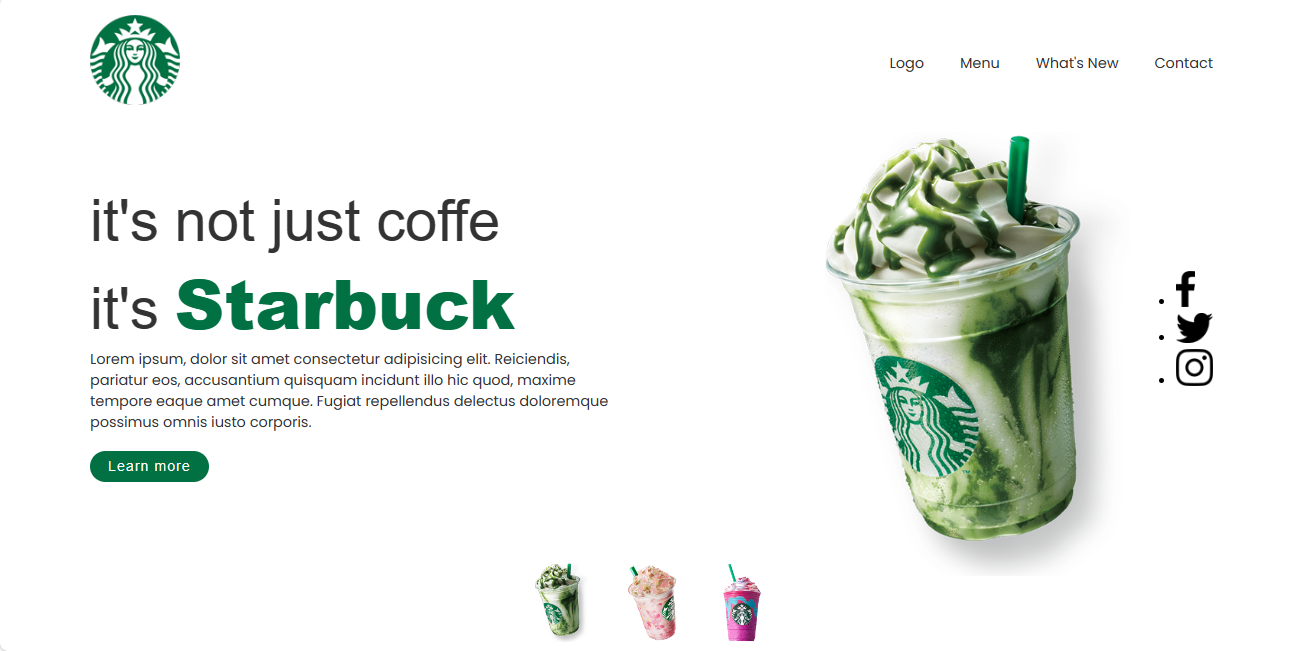 Logo
Menu
What's New
Contact
it's not just coffe
it's Starbuck
Lorem ipsum, dolor sit amet consectetur adipisicing elit. Reiciendis,
pariatur eos, accusantium quisquam incidunt illo hic quod, maxime
tempore eaque amet cumque. Fugiat repellendus delectus doloremque
possimus omnis iusto corporis.
Learn more